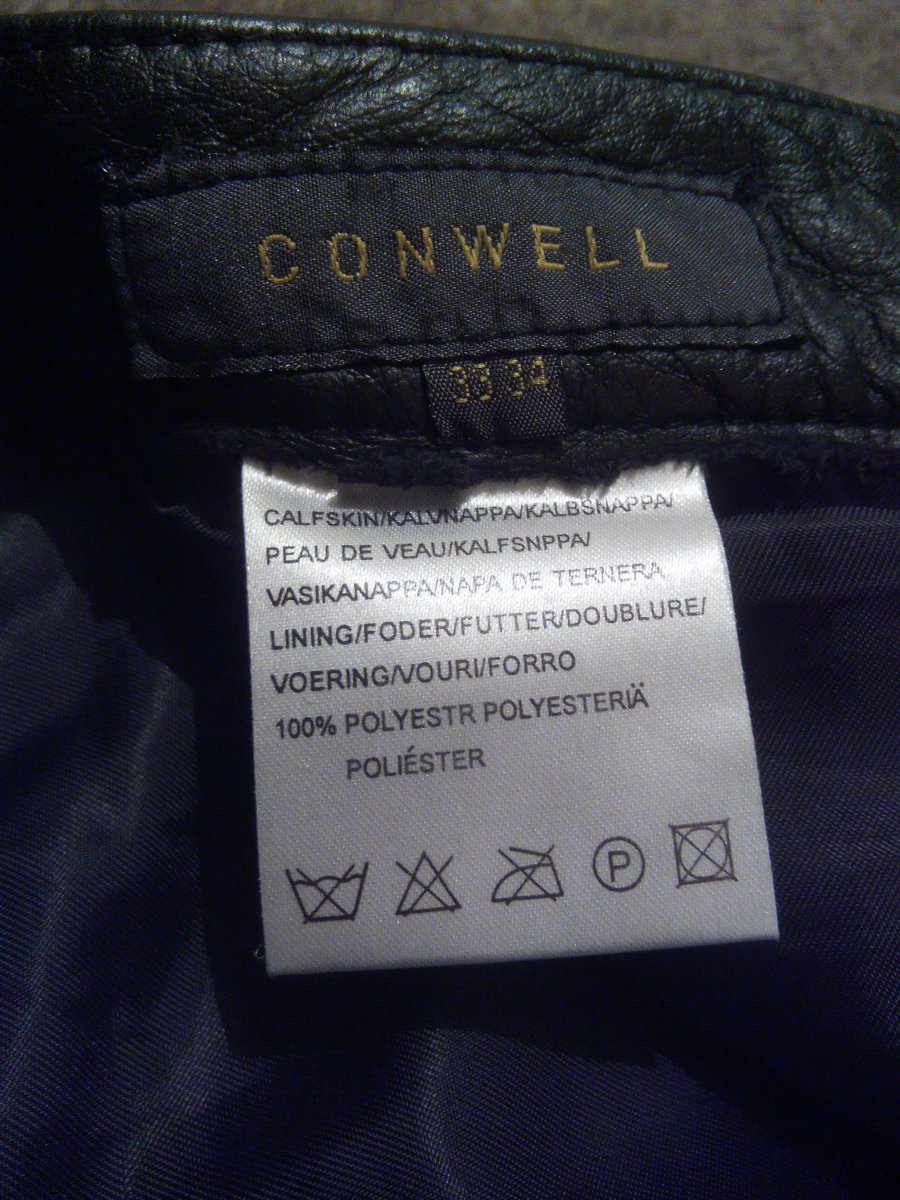 CONWELL
33 34
CALFSKIN/KALVNAPPA/KALBSNAPPA/
PEAU DE VEAU/KALFSNPPA/
VASIKANAPPA/NAPA DE TERNERA
LINING/FODER/FUTTER/DOUBLURE/
VOERING/VOURI/FORRO
100% POLYESTR POLYESTERIÄ
POLIÉSTER
P